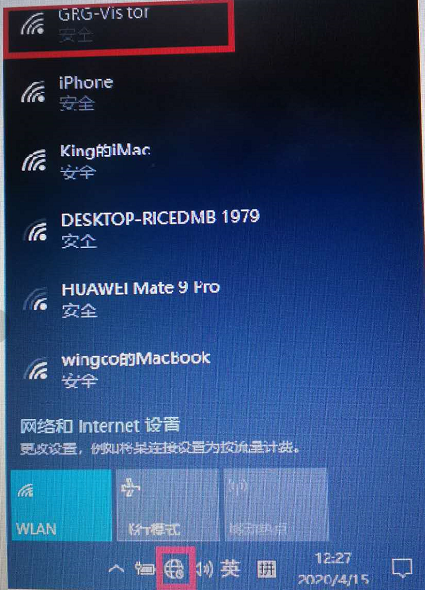 GRG-Visitor
安全
iPhone
安全
King的iMac
安全
DESKTOP-RICEDMB 1979
安全
HUAWEI Mate 9 Pro
安全
wingco的MacBook
安全
网络和 Internet 设置
更改设置，例如将某连接设置为按流量计费。
WLAN
飞行模式
移动热点
英
拼
12:27
2020/4/15